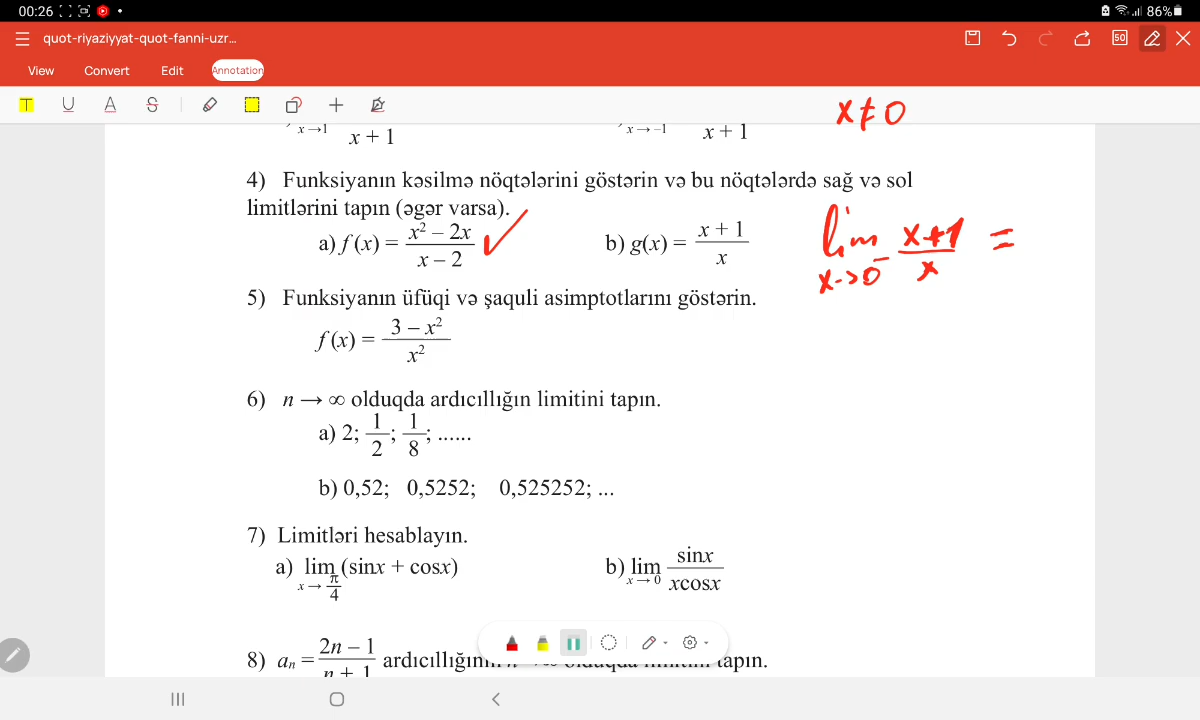 00:26 86%
quot-riyaziyyat-quot-fanni-uzr... 50
View Convert Edit Annotation
T U A S
x→1 x + 1 x→−1 x + 1
x ≠ 0
4) Funksiyanın kəsilmə nöqtələrini göstərin və bu nöqtələrdə sağ və sol
limitlərini tapın (əgər varsa).
a) f (x) = (x² – 2x)/(x – 2) b) g(x) = (x + 1)/x
lim x->0⁻ (x+1)/x =
5) Funksiyanın üfüqi və şaquli asimptotlarını göstərin.
f (x) = (3 – x²)/x²
6) n → ∞ olduqda ardıcıllığın limitini tapın.
a) 2; 1/2; 1/8; ......
b) 0,52; 0,5252; 0,525252; ...
7) Limitləri hesablayın.
a) lim x→π/4 (sinx + cosx) b) lim x→0 sinx/xcosx
8) aₙ = (2n – 1)/(n + 1) ardıcıllığın tapın.